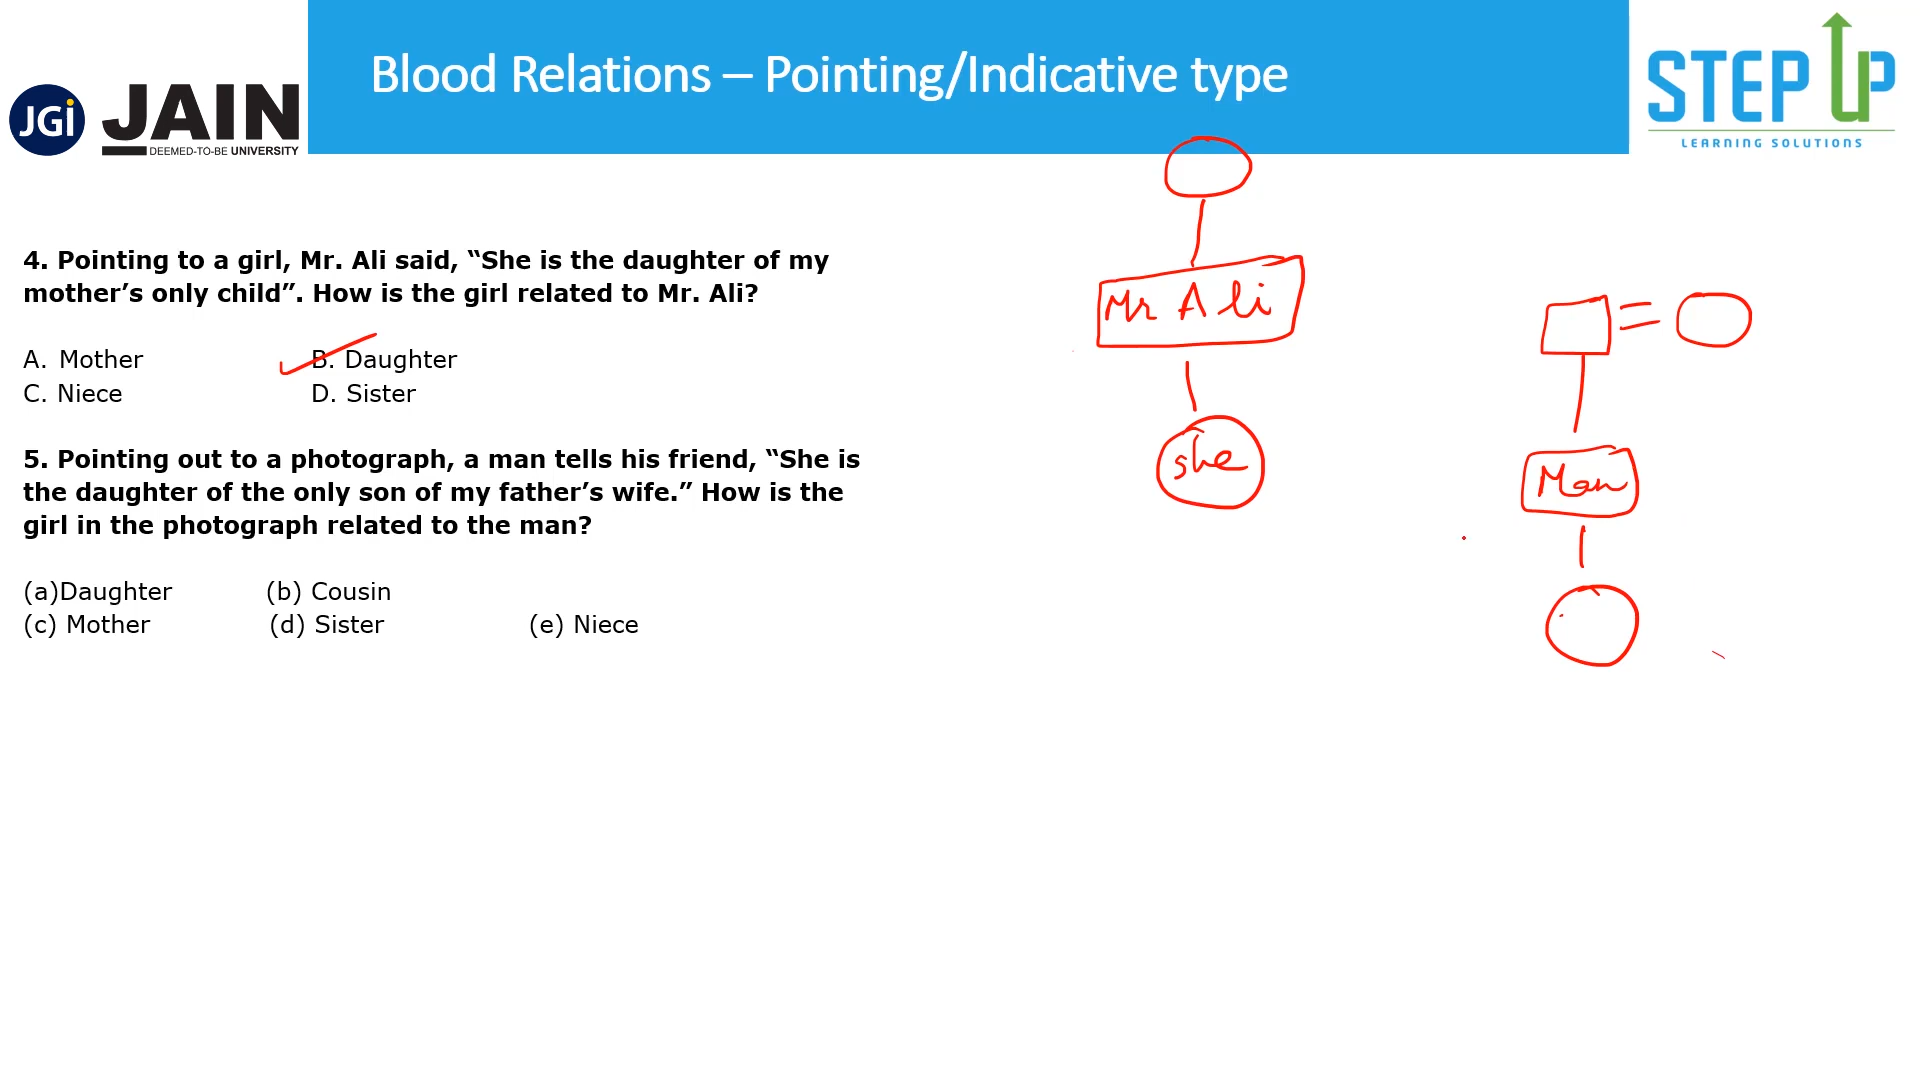 Blood Relations – Pointing/Indicative type
JGi JAIN
DEEMED-TO-BE UNIVERSITY
STEP UP
LEARNING SOLUTIONS
4. Pointing to a girl, Mr. Ali said, “She is the daughter of my
mother’s only child”. How is the girl related to Mr. Ali?
A. Mother B. Daughter
C. Niece D. Sister
5. Pointing out to a photograph, a man tells his friend, “She is
the daughter of the only son of my father’s wife.” How is the
girl in the photograph related to the man?
(a)Daughter (b) Cousin
(c) Mother (d) Sister (e) Niece
Mr Ali
she
Man